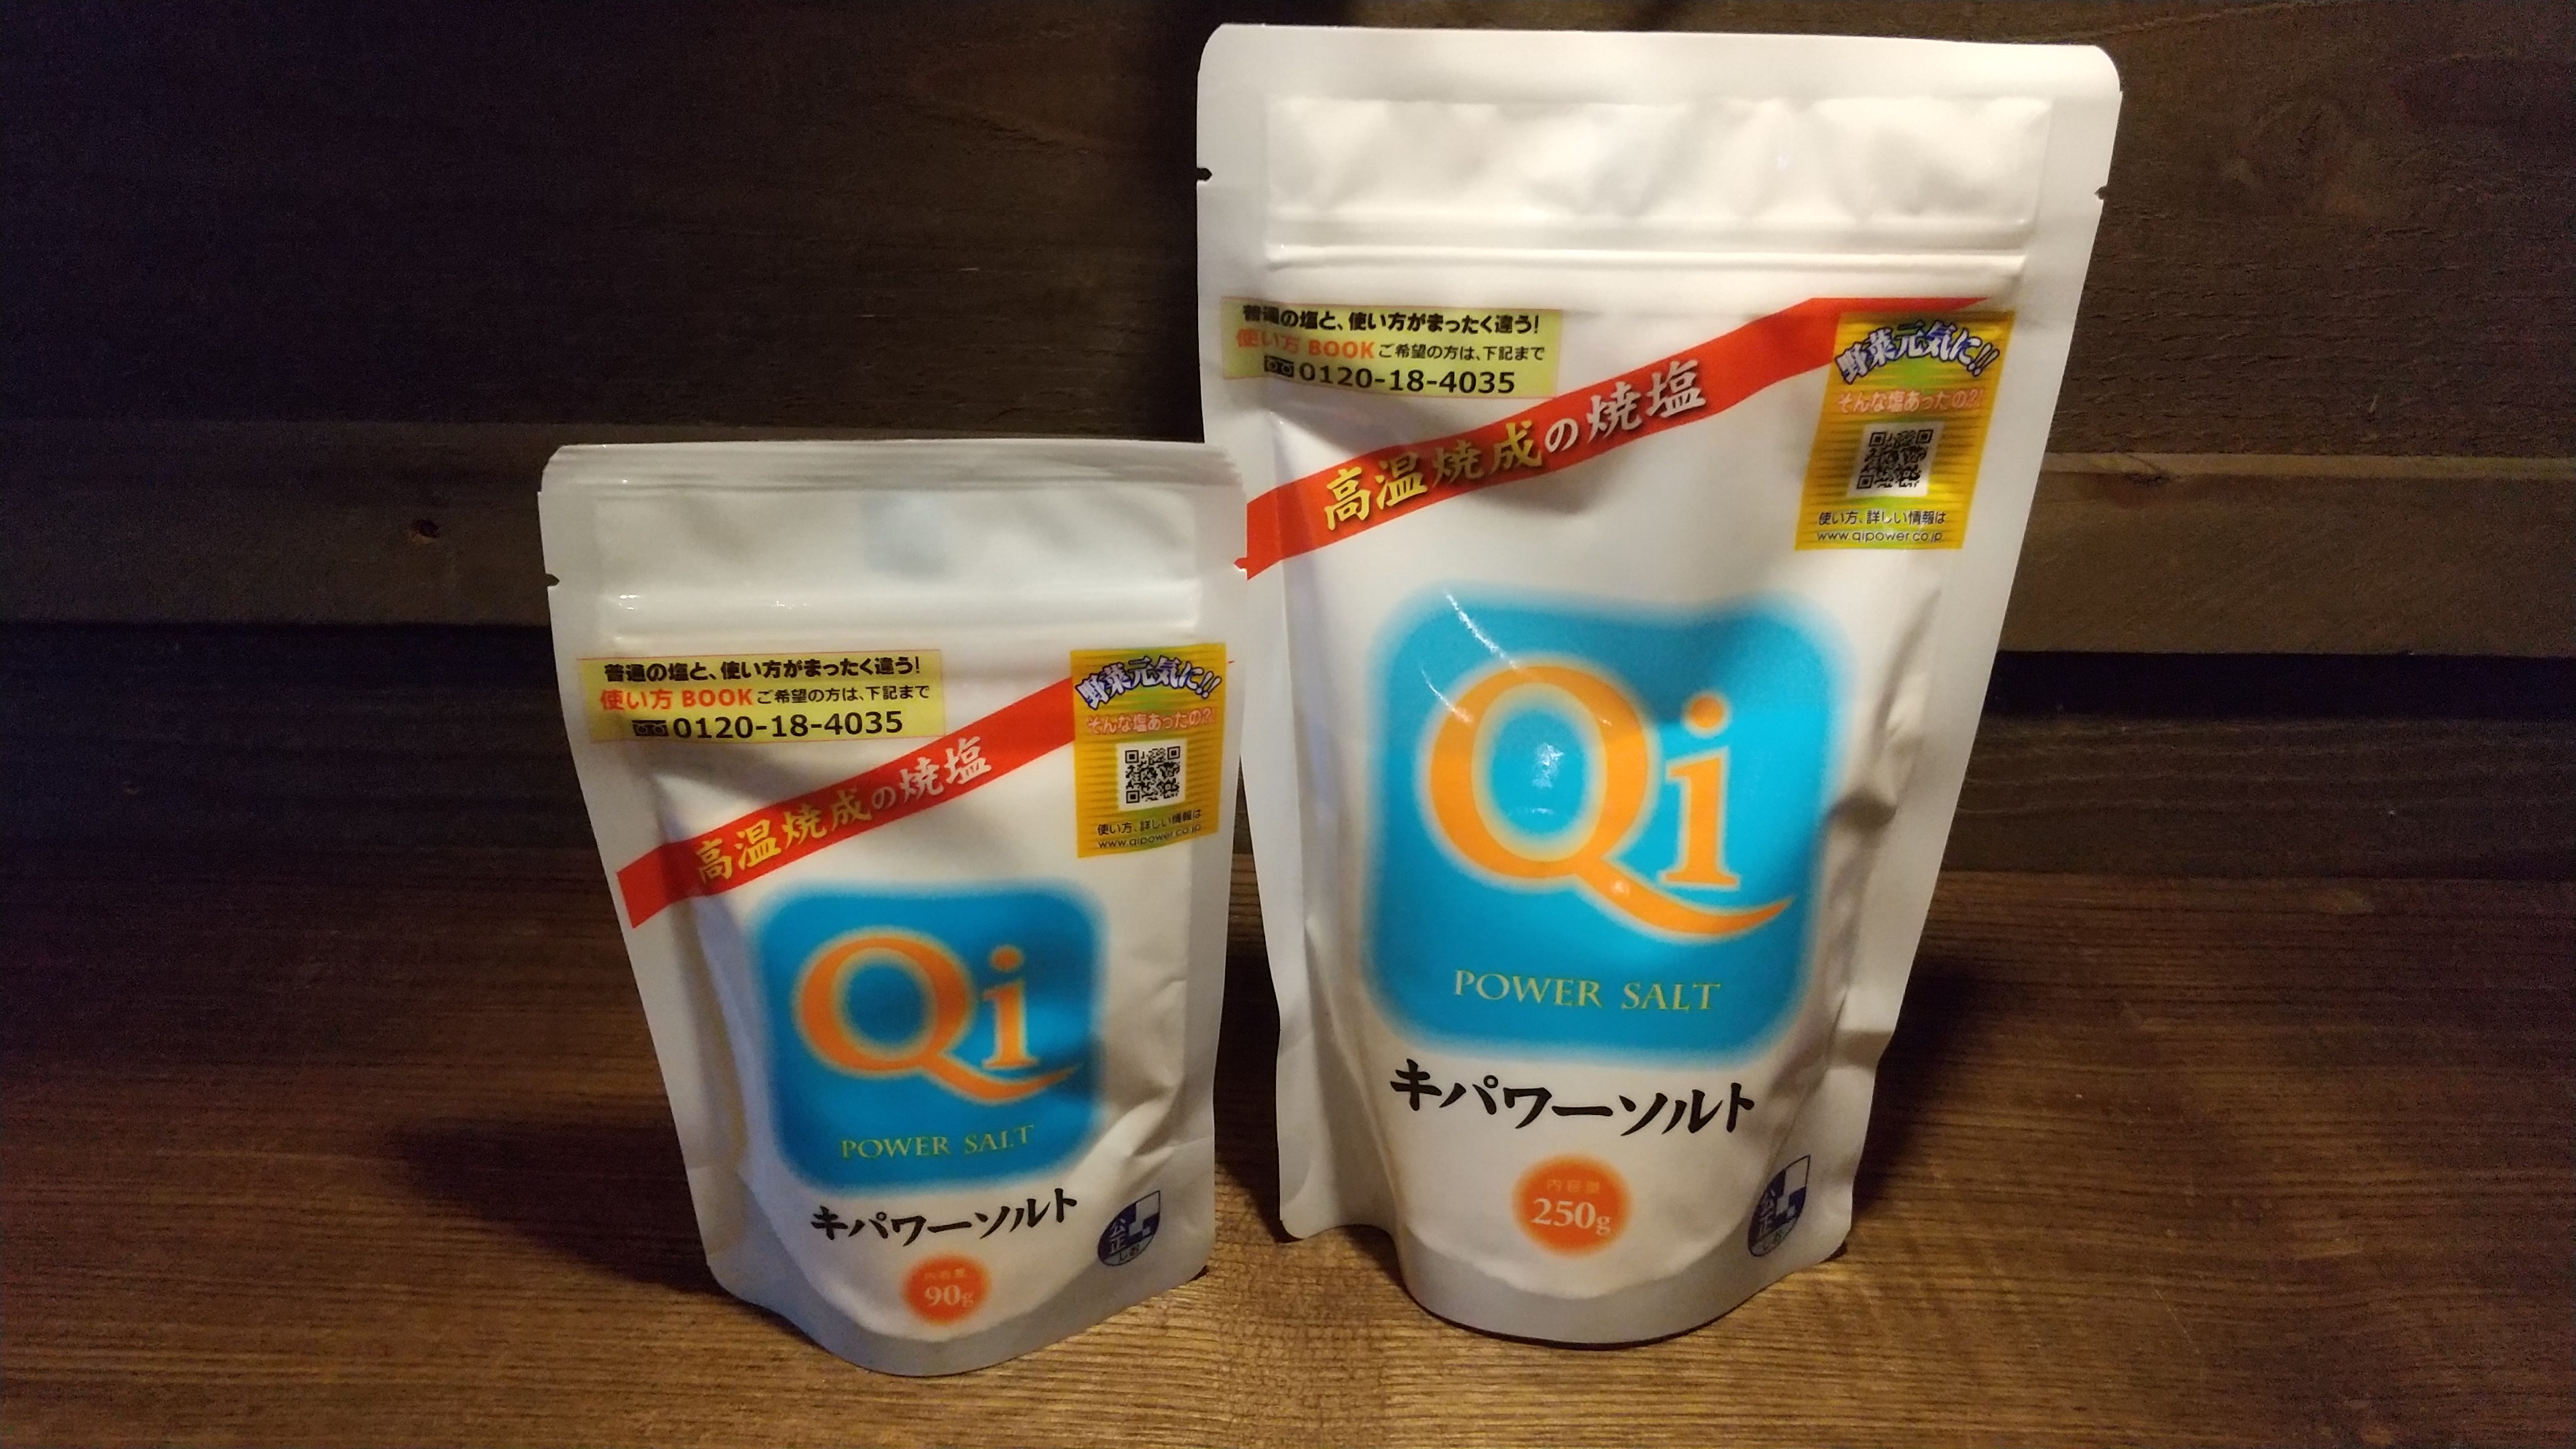 普通の塩と、使い方がまったく違う!
使い方 BOOK ご希望の方は、下記まで
0120-18-4035
野菜元気に!!
そんな塩あったの?!
使い方、詳しい情報は
www.qipower.co.jp
高温焼成の焼塩
Qi
POWER SALT
キパワーソルト
内容量
90g
公正
しお
普通の塩と、使い方がまったく違う!
使い方 BOOK ご希望の方は、下記まで
0120-18-4035
野菜元気に!!
そんな塩あったの?!
使い方、詳しい情報は
www.qipower.co.jp
高温焼成の焼塩
Qi
POWER SALT
キパワーソルト
内容量
250g
公正
しお